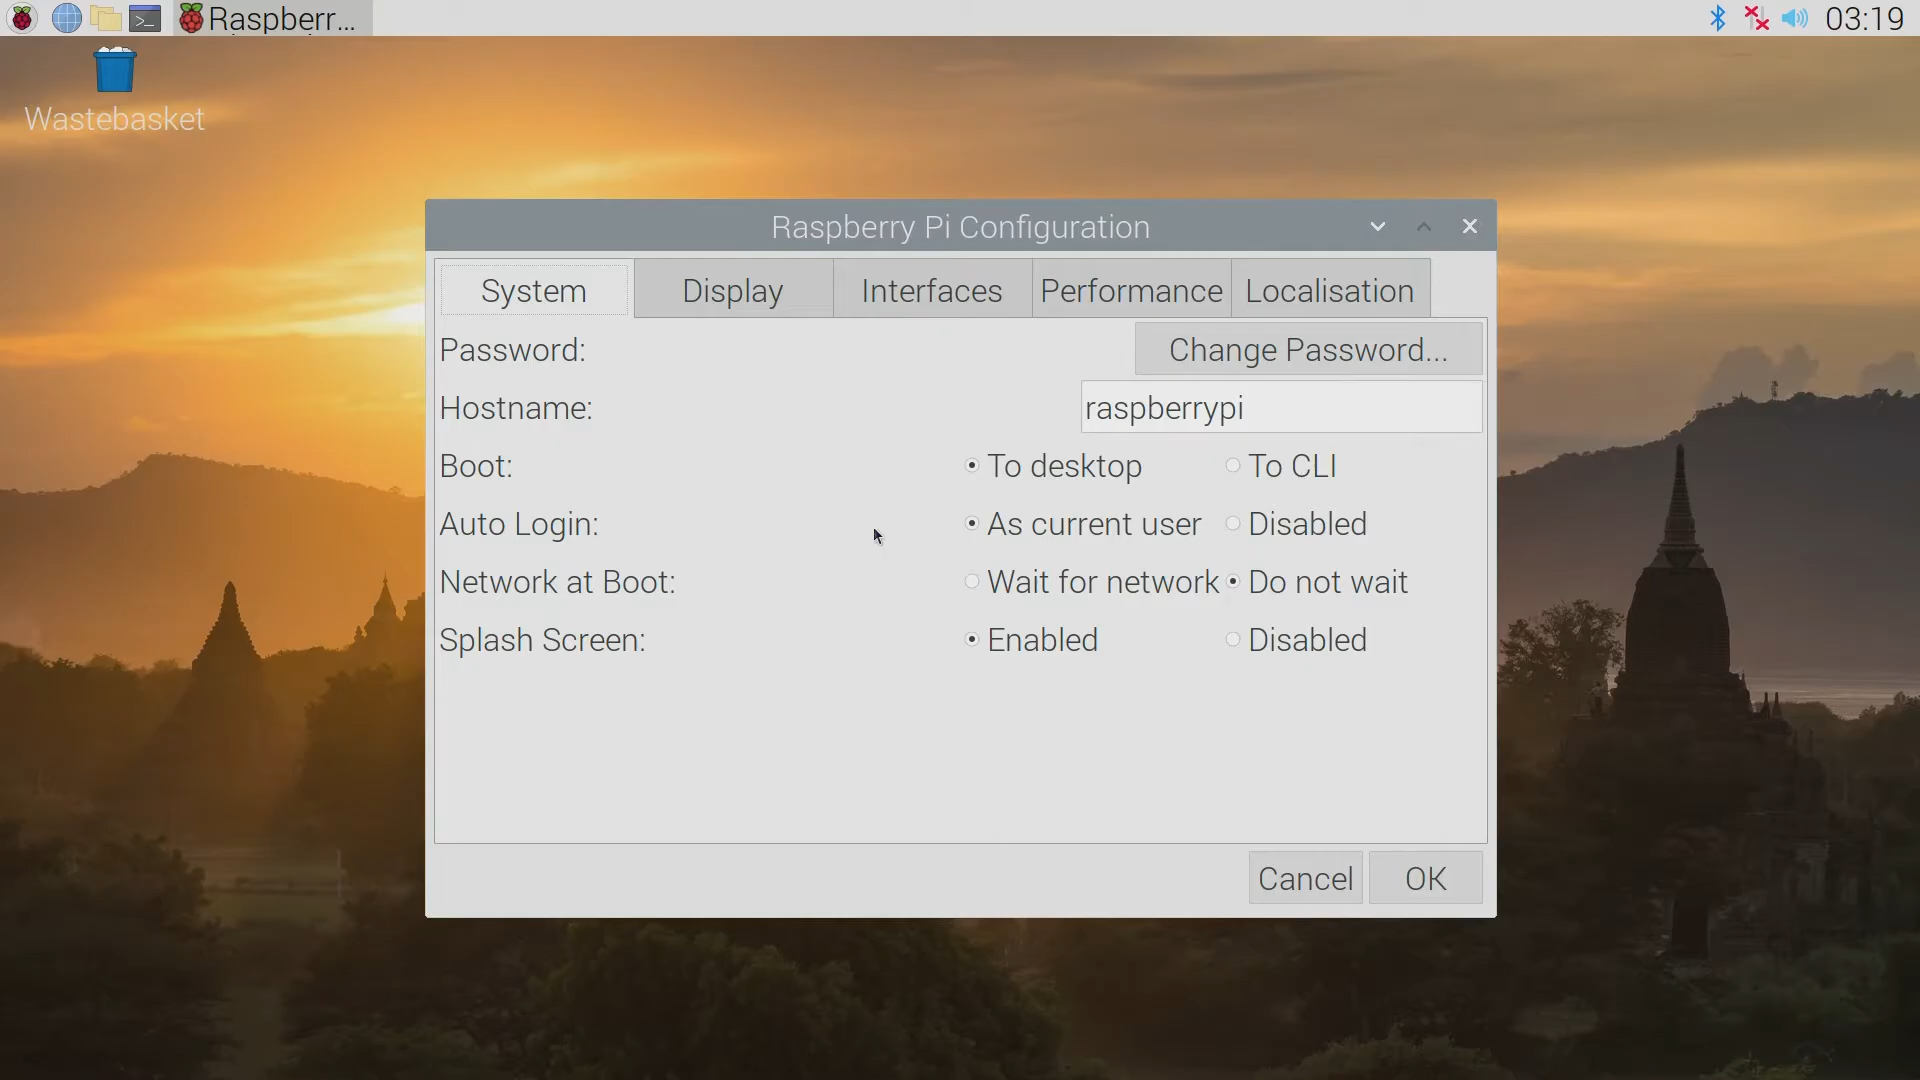 Raspberr... 03:19
Wastebasket
Raspberry Pi Configuration
System Display Interfaces Performance Localisation
Password: Change Password...
Hostname: raspberrypi
Boot: To desktop To CLI
Auto Login: As current user Disabled
Network at Boot: Wait for network Do not wait
Splash Screen: Enabled Disabled
Cancel OK